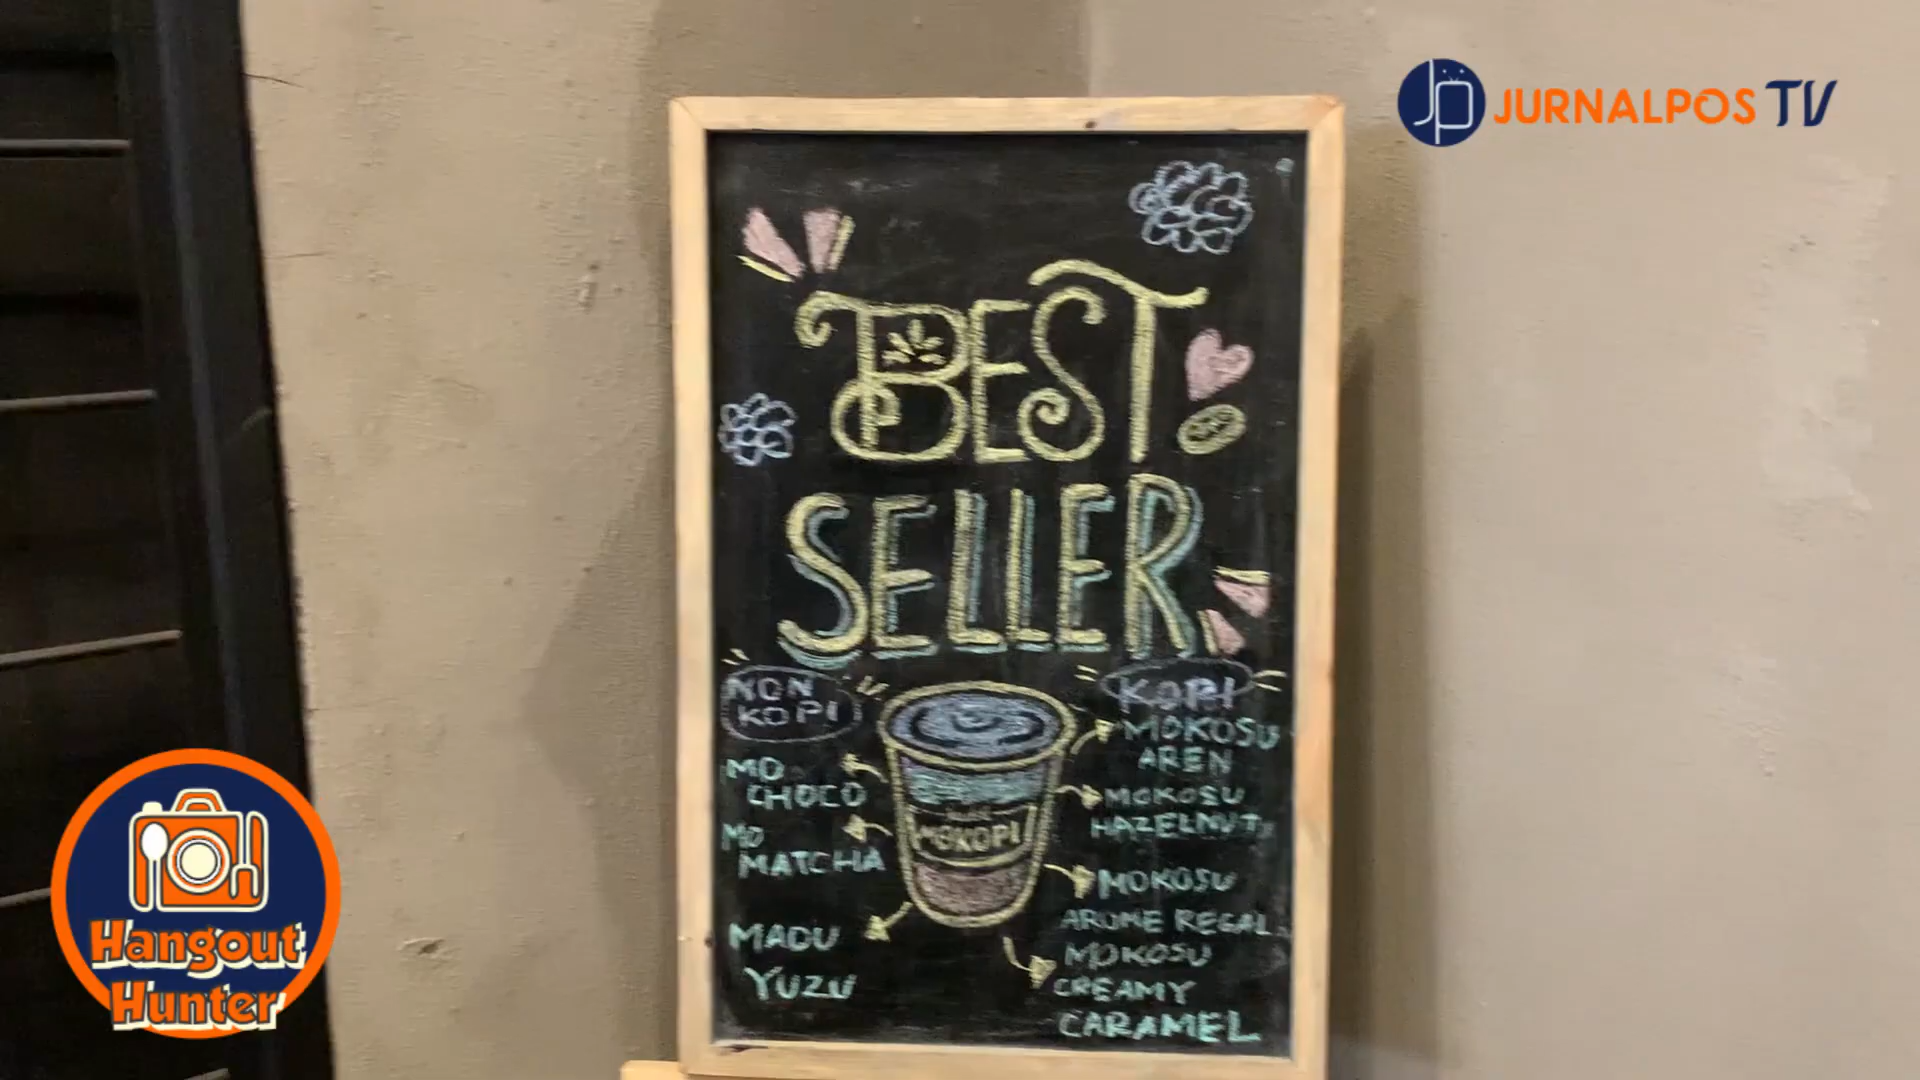 JURNALPOS TV
BEST
SELLER
NON
KOPI
MO
CHOCO
MO
MATCHA
MADU
YUZU
MOKOPI
KOPI
MOKOSU
AREN
MOKOSU
HAZELNUT
MOKOSU
AROME REGAL
MOKOSU
CREAMY
CARAMEL
Hangout
Hunter